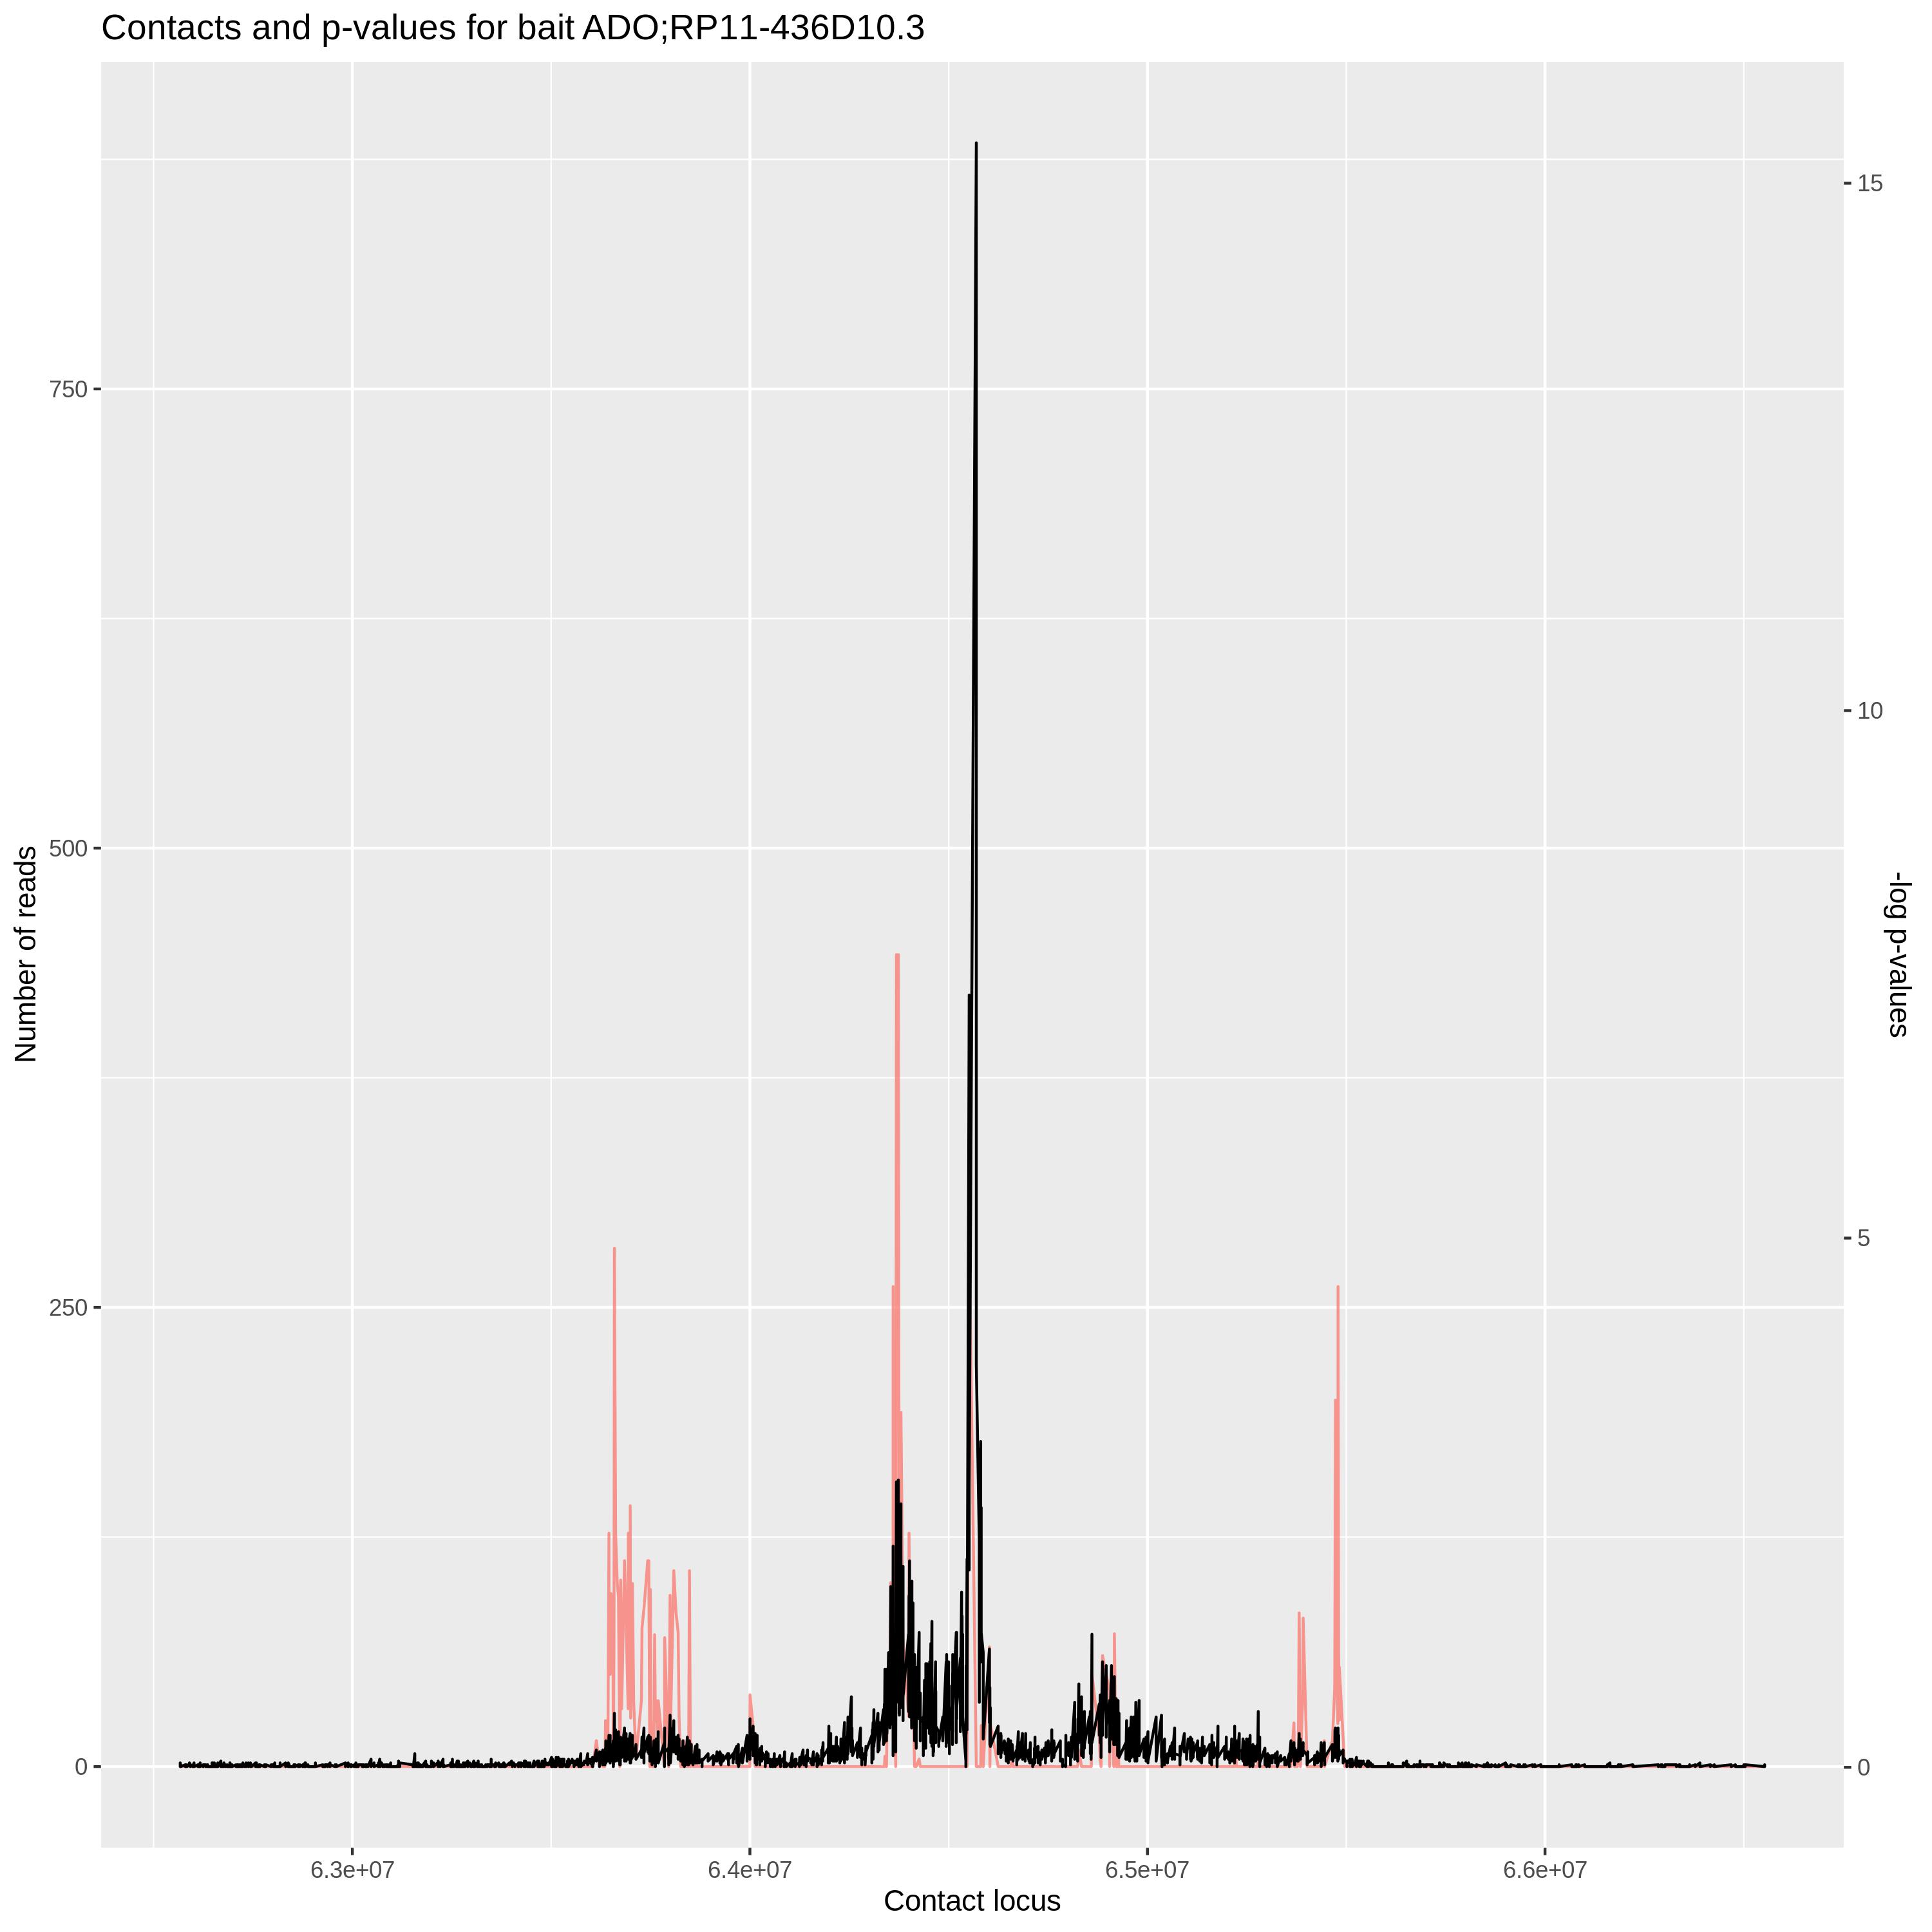 Contacts and p-values for bait ADO;RP11-436D10.3
15
750
10
500
Number of reads
-log p-values
5
250
0
0
6.3e+07
6.4e+07
6.5e+07
6.6e+07
Contact locus